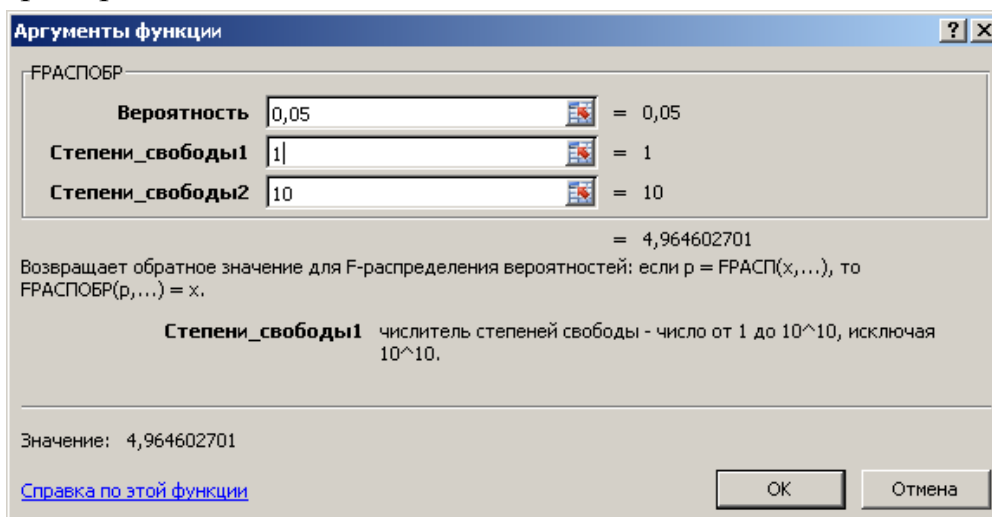 Аргументы функции
FРАСПОБР
Вероятность 0,05 = 0,05
Степени_свободы1 1 = 1
Степени_свободы2 10 = 10
= 4,964602701
Возвращает обратное значение для F-распределения вероятностей: если p = FРАСП(x,...), то
FРАСПОБР(p,...) = x.
Степени_свободы1 числитель степеней свободы - число от 1 до 10^10, исключая
10^10.
Значение: 4,964602701
Справка по этой функции
ОК
Отмена